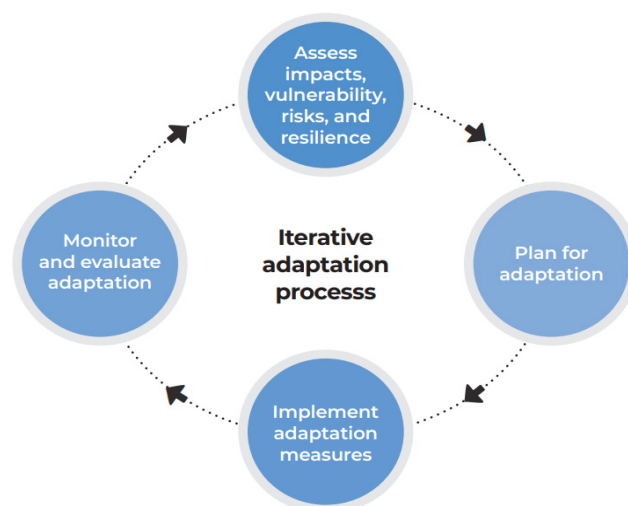 Assess
impacts,
vulnerability,
risks, and
resilience
Monitor
and evaluate
adaptation
Iterative
adaptation
processs
Plan for
adaptation
Implement
adaptation
measures